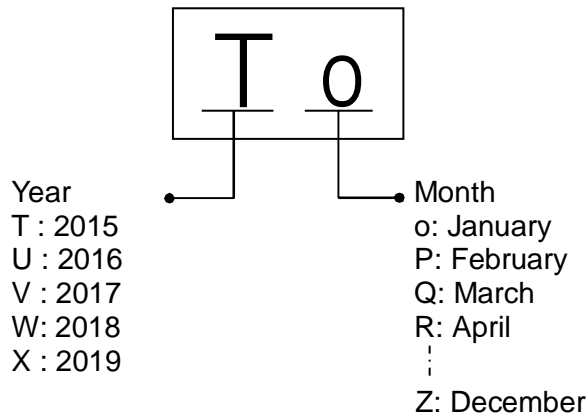 T o
Year
T : 2015
U : 2016
V : 2017
W: 2018
X : 2019
Month
o: January
P: February
Q: March
R: April
Z: December